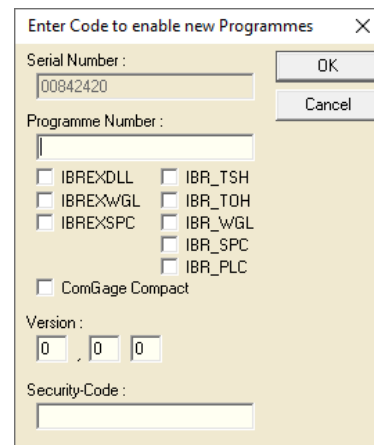 Enter Code to enable new Programmes
Serial Number :
OK
00842420
Cancel
Programme Number :
IBREXDLL IBR_TSH
IBREXWGL IBR_TOH
IBREXSPC IBR_WGL
IBR_SPC
IBR_PLC
ComGage Compact
Version :
0 , 0 0
Security-Code :